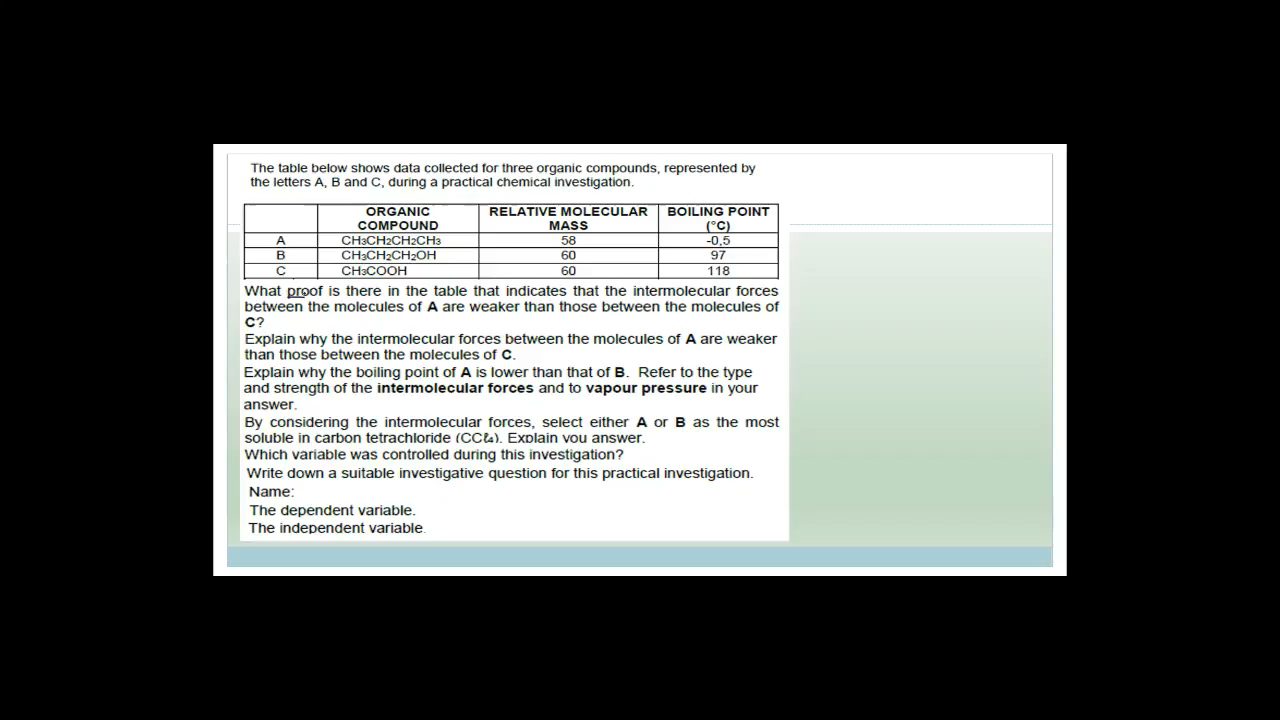 The table below shows data collected for three organic compounds, represented by
the letters A, B and C, during a practical chemical investigation.
ORGANIC COMPOUND RELATIVE MOLECULAR MASS BOILING POINT (°C)
A CH3CH2CH2CH3 58 -0,5
B CH3CH2CH2OH 60 97
C CH3COOH 60 118
What proof is there in the table that indicates that the intermolecular forces
between the molecules of A are weaker than those between the molecules of
C?
Explain why the intermolecular forces between the molecules of A are weaker
than those between the molecules of C.
Explain why the boiling point of A is lower than that of B. Refer to the type
and strength of the intermolecular forces and to vapour pressure in your
answer.
By considering the intermolecular forces, select either A or B as the most
soluble in carbon tetrachloride (CCℓ4). Explain you answer.
Which variable was controlled during this investigation?
Write down a suitable investigative question for this practical investigation.
Name:
The dependent variable.
The independent variable.